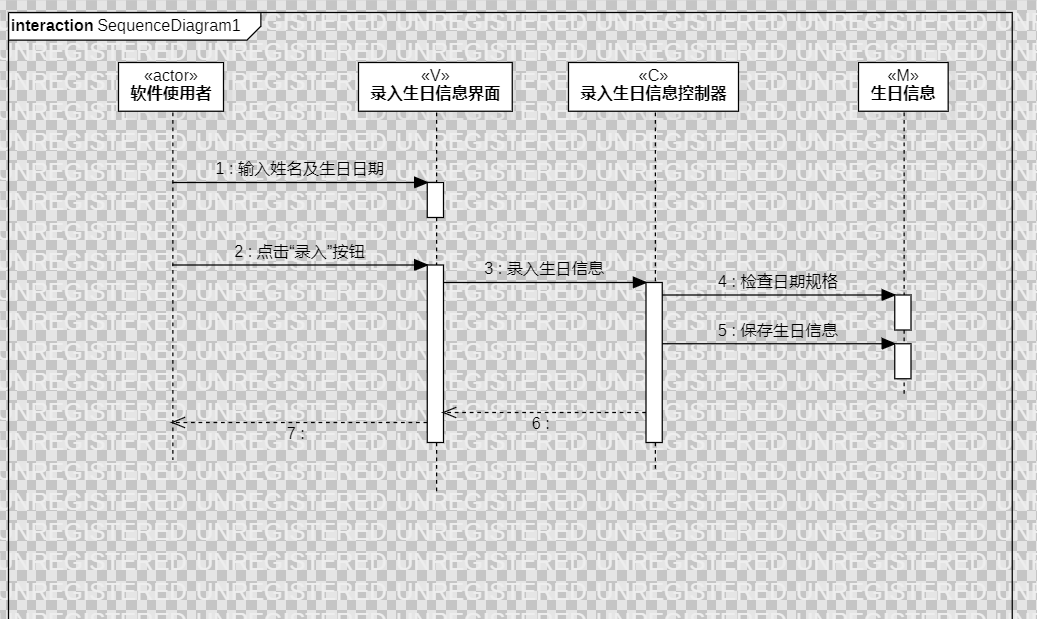 interaction SequenceDiagram1
«actor»
软件使用者
«V»
录入生日信息界面
«C»
录入生日信息控制器
«M»
生日信息
1 : 输入姓名及生日日期
2 : 点击“录入”按钮
3 : 录入生日信息
4 : 检查日期规格
5 : 保存生日信息
6 :
7 :
UNREGISTERED